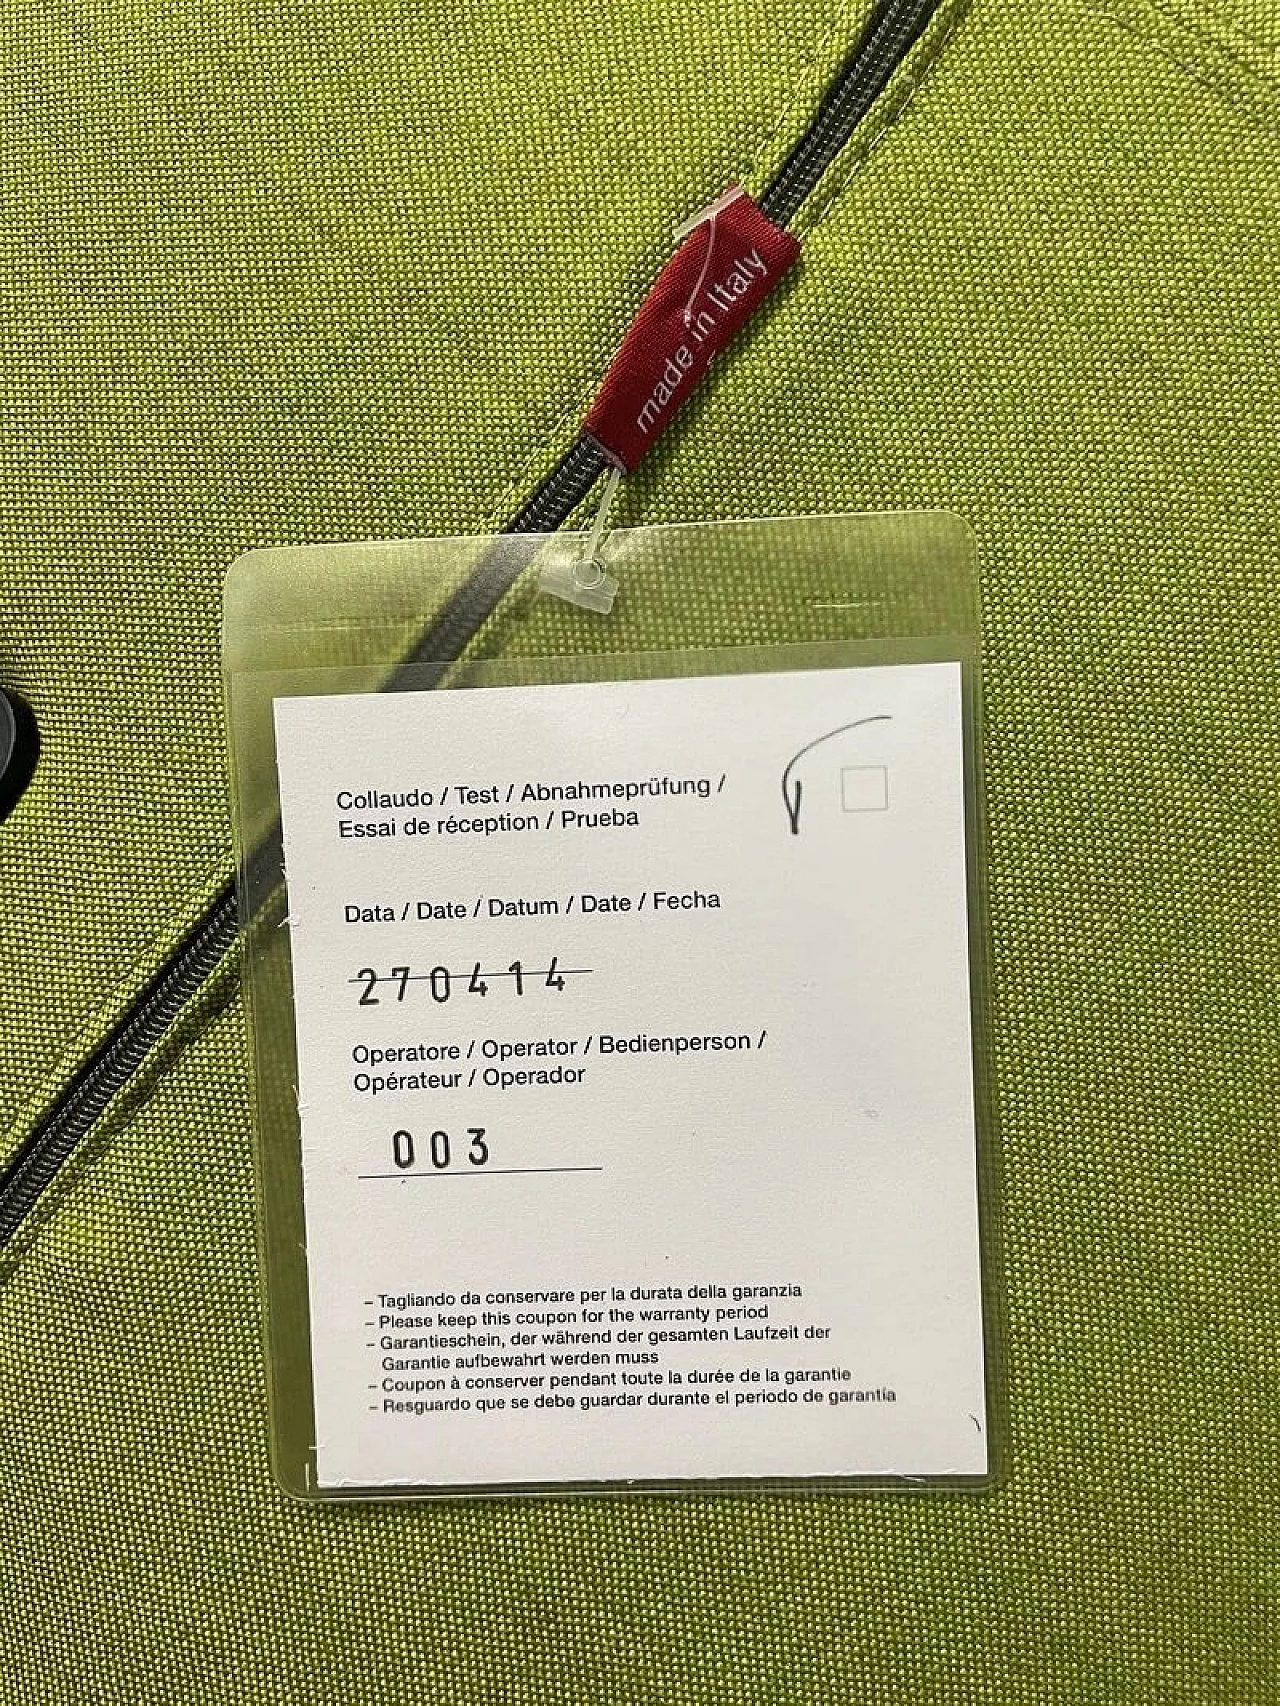 made in Italy
Collaudo / Test / Abnahmeprüfung /
Essai de réception / Prueba
Data / Date / Datum / Date / Fecha
270414
Operatore / Operator / Bedienperson /
Opérateur / Operador
003
– Tagliando da conservare per la durata della garanzia
– Please keep this coupon for the warranty period
– Garantieschein, der während der gesamten Laufzeit der
Garantie aufbewahrt werden muss
– Coupon à conserver pendant toute la durée de la garantie
– Resguardo que se debe guardar durante el periodo de garantía